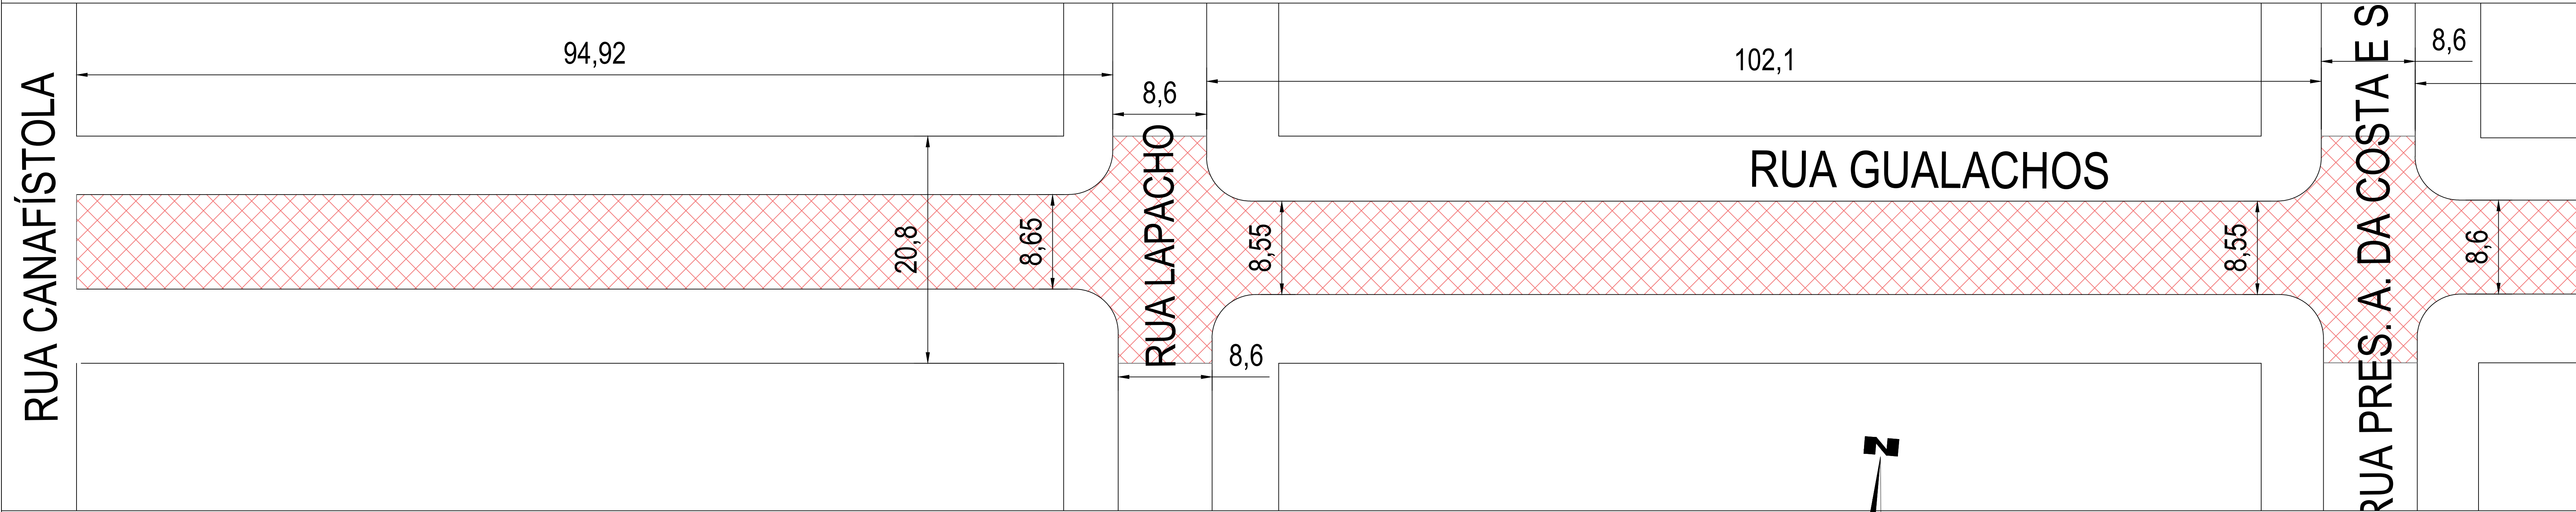 RUA CANAFÍSTOLA
94,92
20,8
8,65
8,6
RUA LAPACHO
8,6
8,55
102,1
RUA GUALACHOS
8,55
RUA PRES. A. DA COSTA E S
8,6
8,6
N